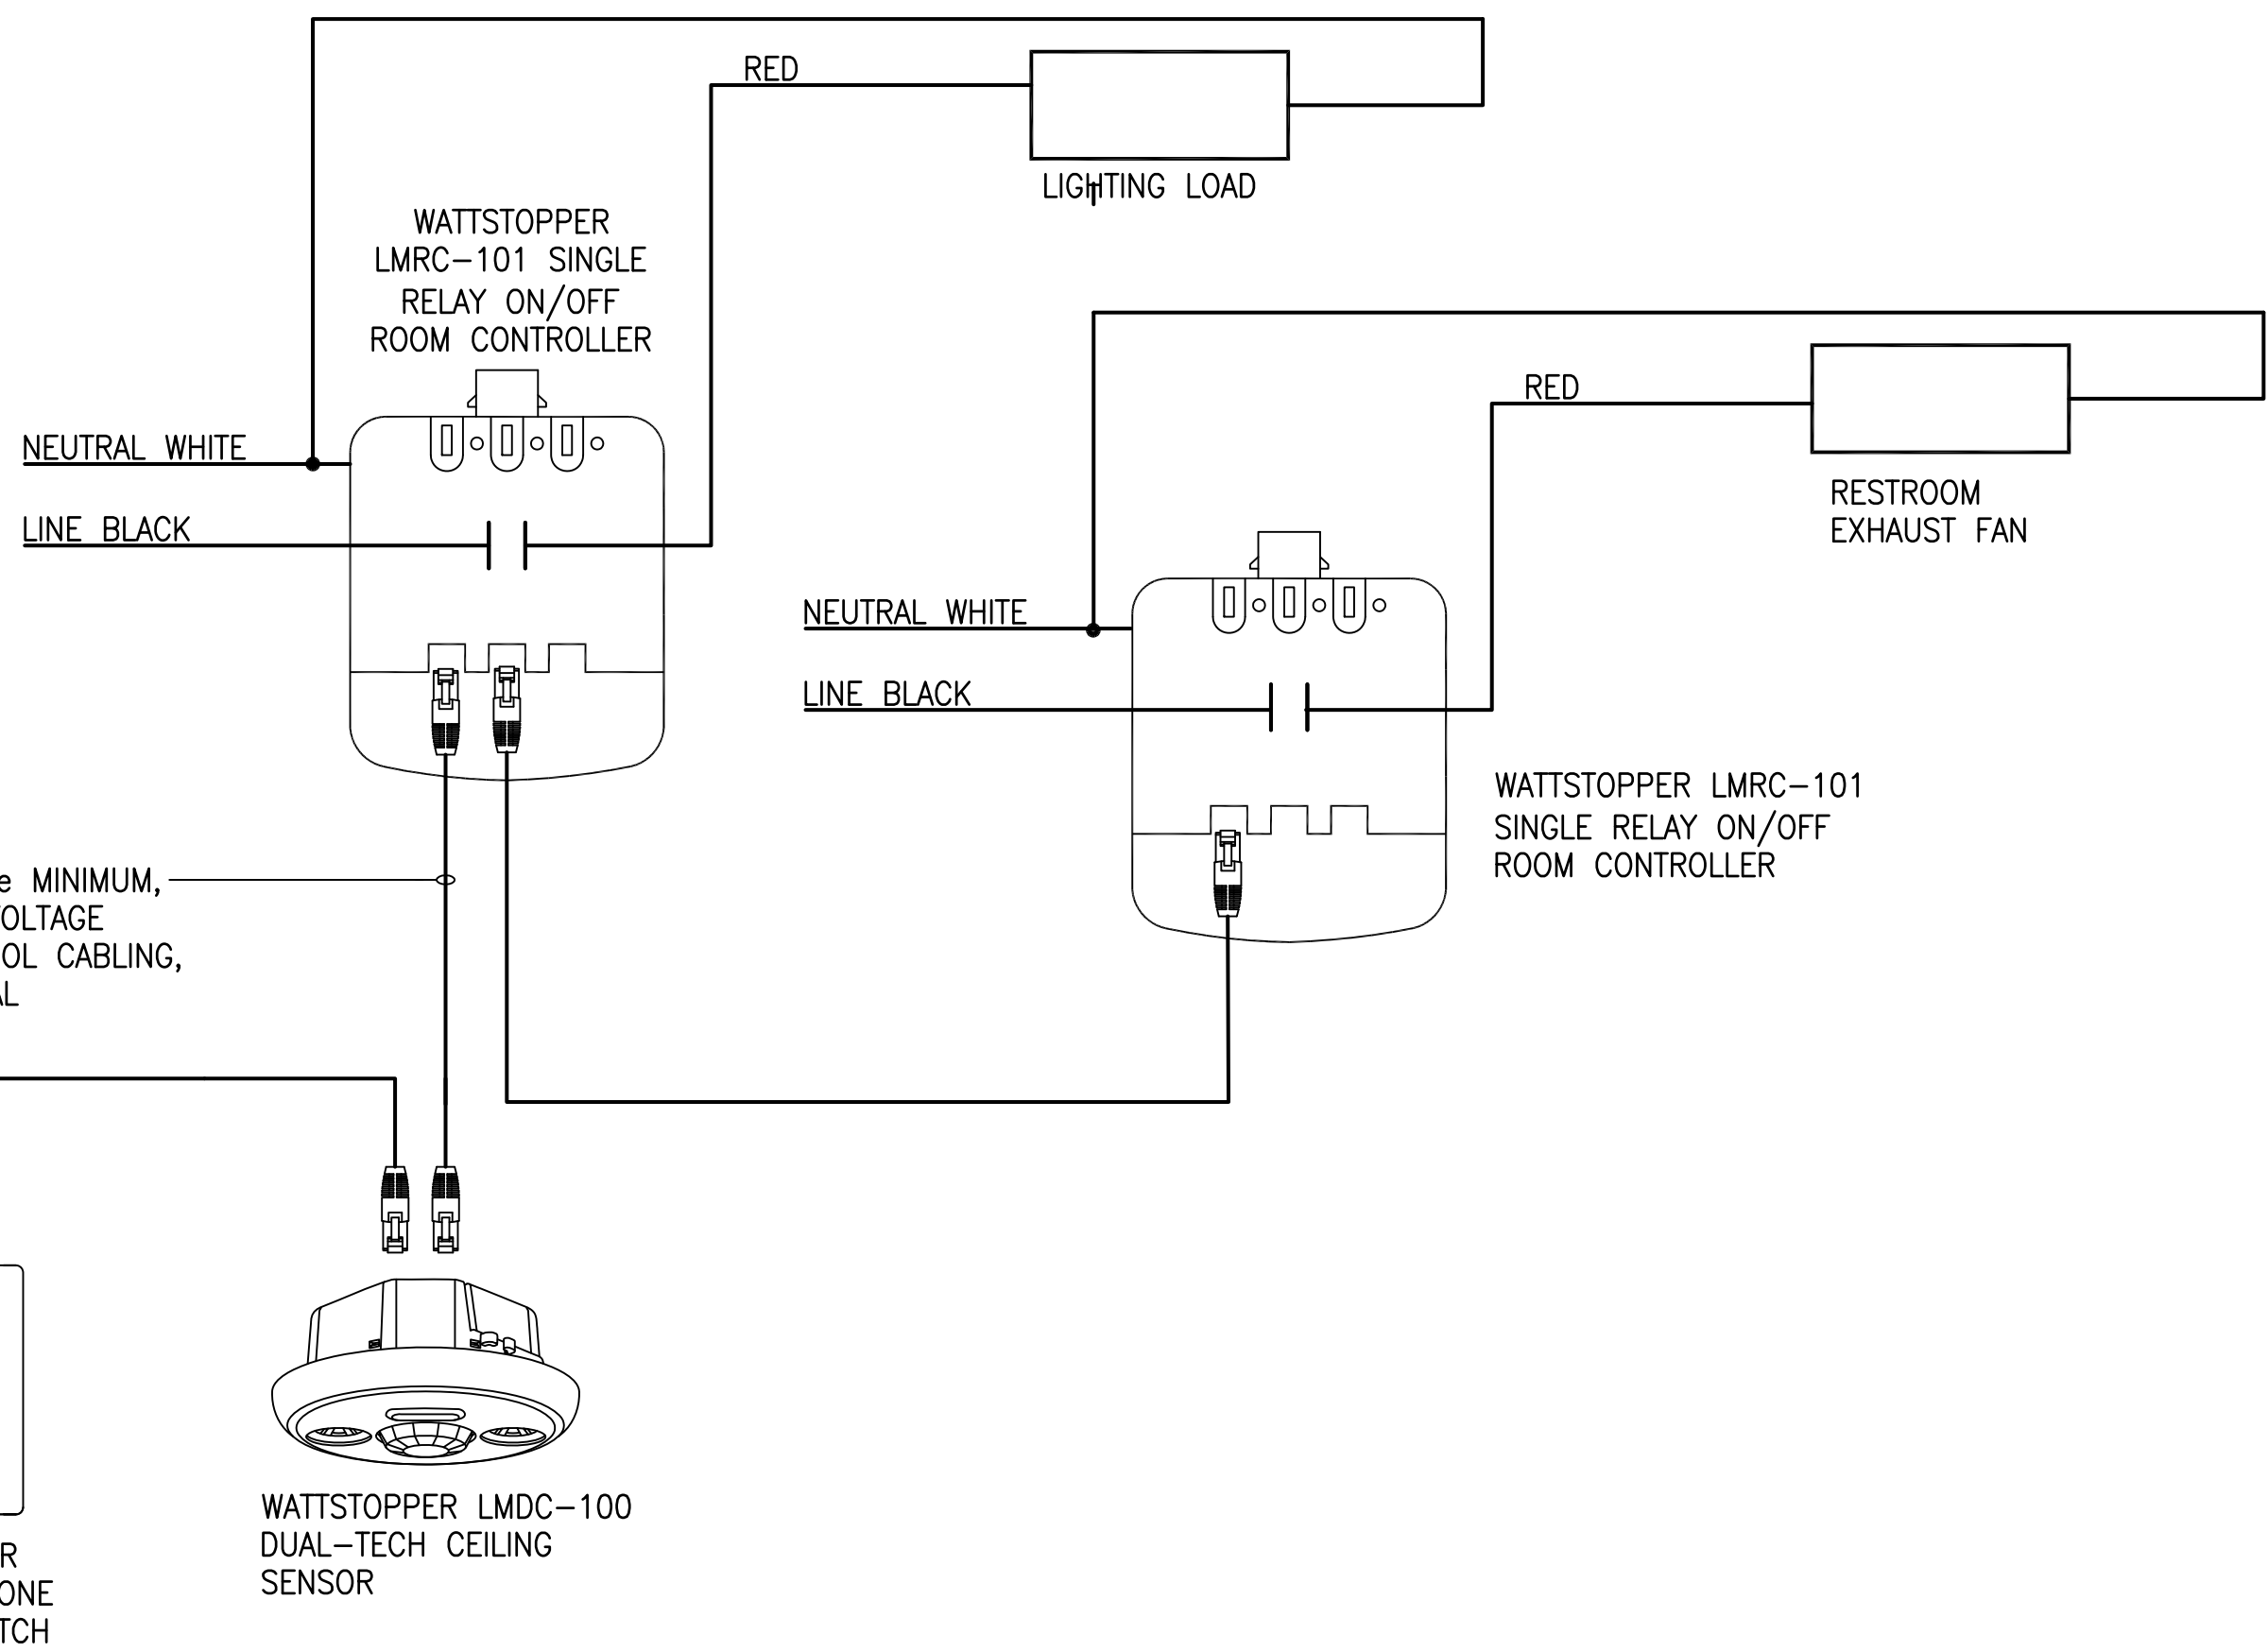 RED
LIGHTING LOAD
WATTSTOPPER
LMRC-101 SINGLE
RELAY ON/OFF
ROOM CONTROLLER
NEUTRAL WHITE
LINE BLACK
RED
RESTROOM
EXHAUST FAN
NEUTRAL WHITE
LINE BLACK
WATTSTOPPER LMRC-101
SINGLE RELAY ON/OFF
ROOM CONTROLLER
e MINIMUM,
OLTAGE
OL CABLING,
AL
WATTSTOPPER LMDC-100
DUAL-TECH CEILING
SENSOR
R
ONE
TCH